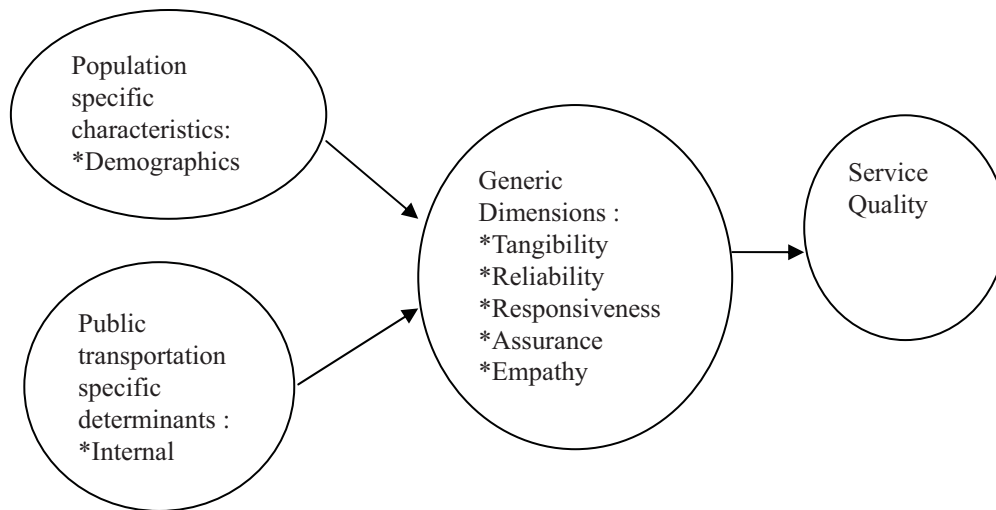 Population
specific
characteristics:
*Demographics
Public
transportation
specific
determinants :
*Internal
Generic
Dimensions :
*Tangibility
*Reliability
*Responsiveness
*Assurance
*Empathy
Service
Quality